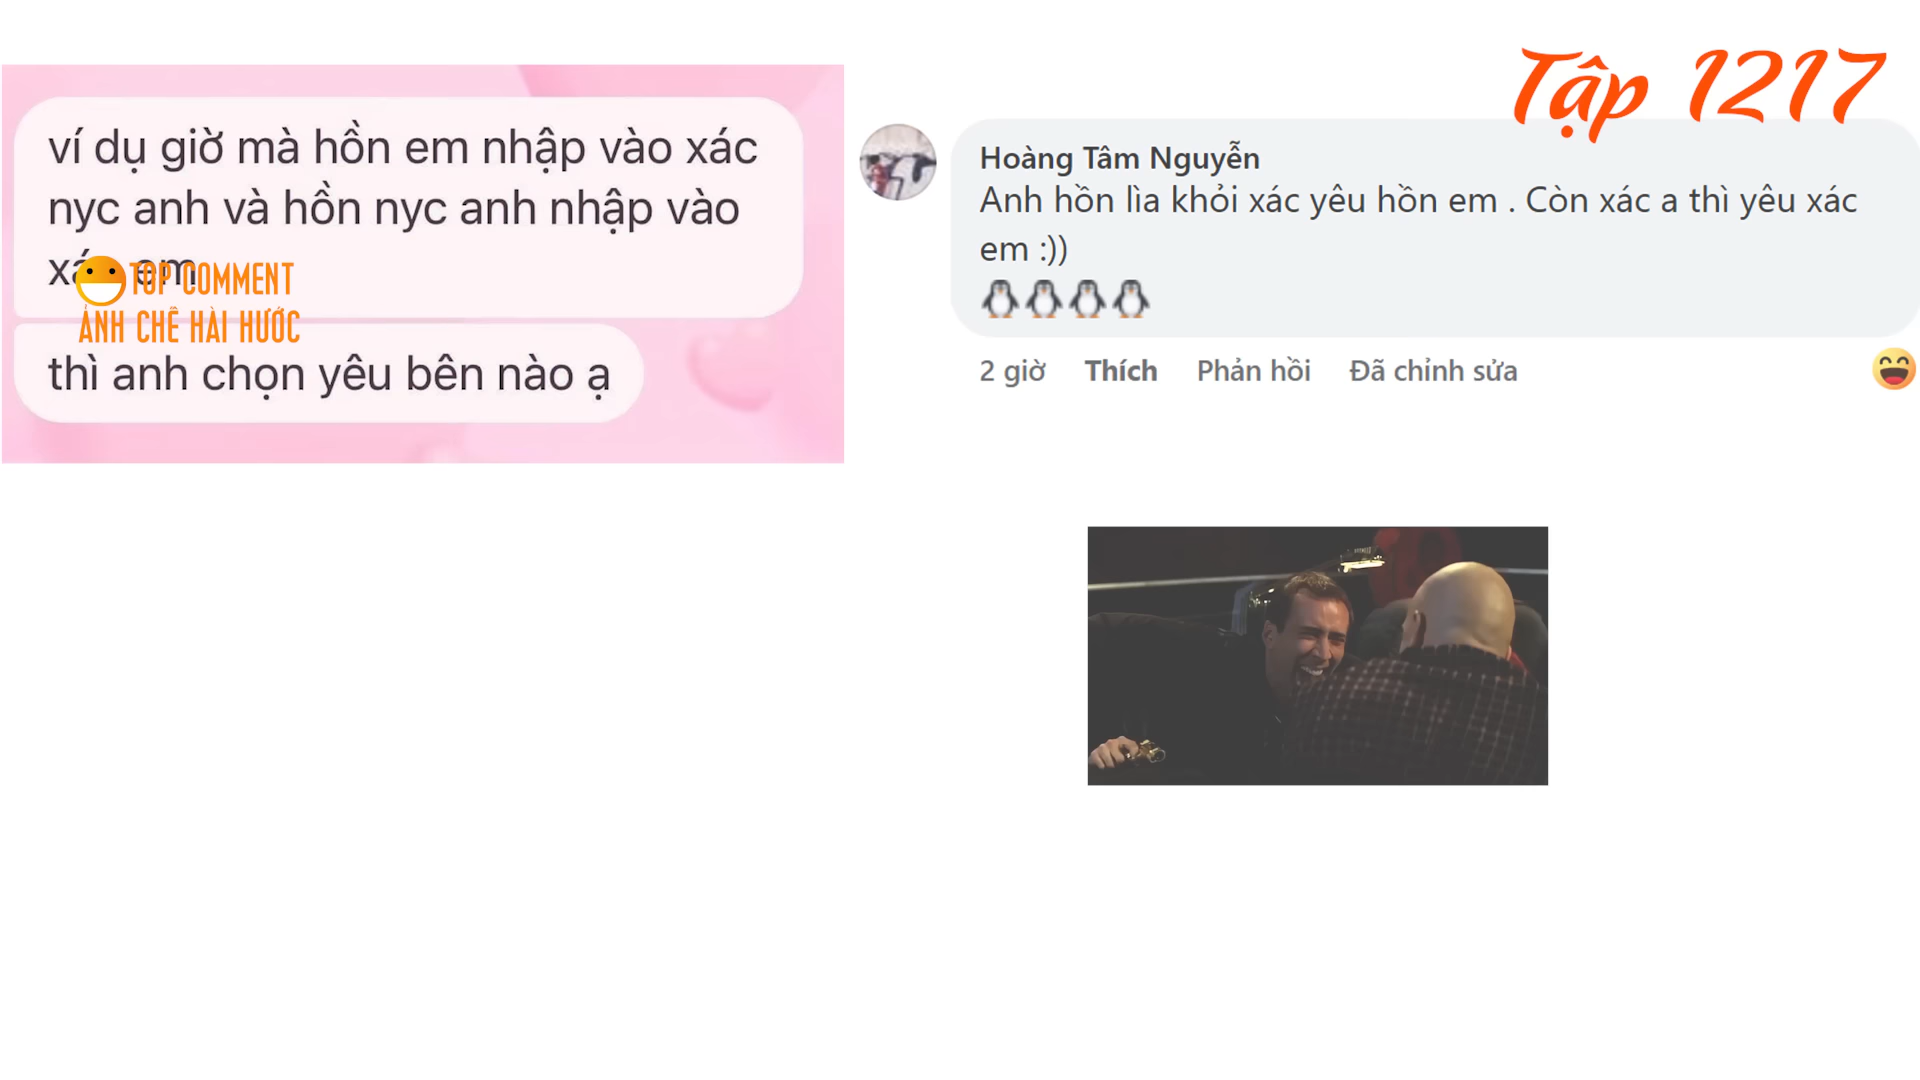 Tập 1217
ví dụ giờ mà hồn em nhập vào xác
nyc anh và hồn nyc anh nhập vào
xác em
TOP COMMENT
ẢNH CHẾ HÀI HƯỚC
thì anh chọn yêu bên nào ạ
Hoàng Tâm Nguyễn
Anh hồn lìa khỏi xác yêu hồn em . Còn xác a thì yêu xác
em :))
🐧🐧🐧🐧
2 giờ Thích Phản hồi Đã chỉnh sửa